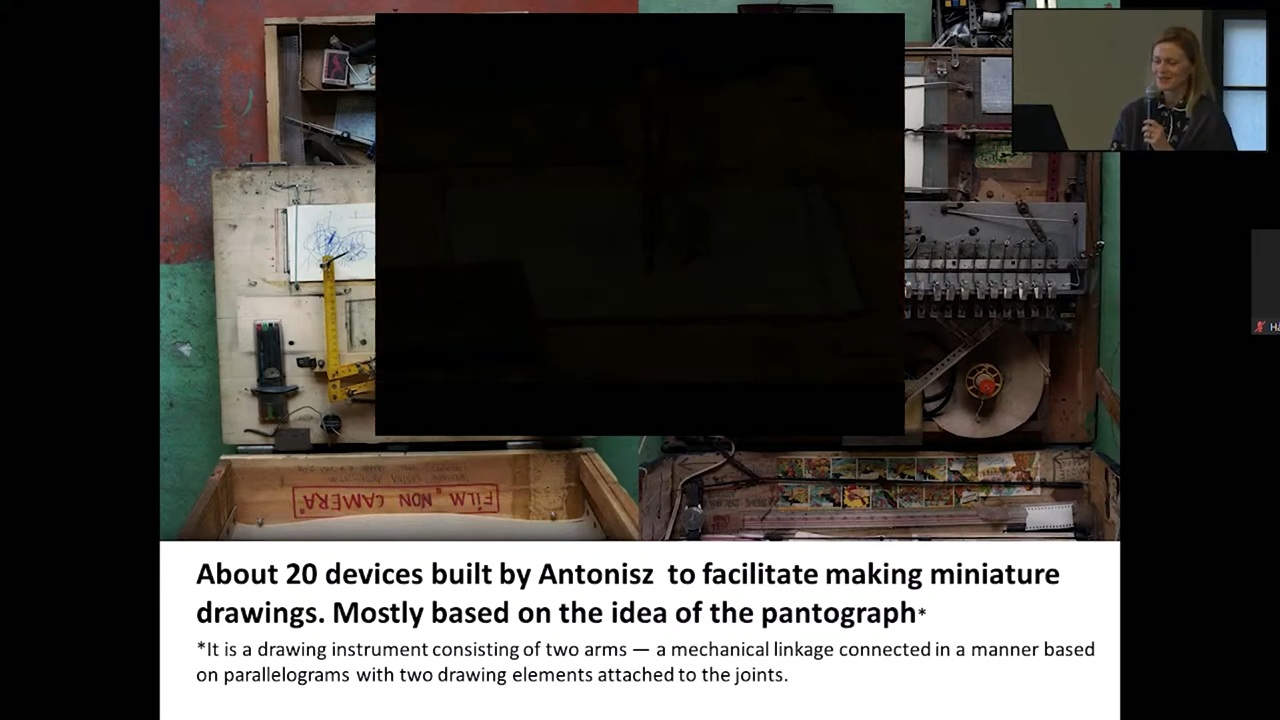 FILM "NON CAMERA"
About 20 devices built by Antonisz to facilitate making miniature
drawings. Mostly based on the idea of the pantograph*
*It is a drawing instrument consisting of two arms — a mechanical linkage connected in a manner based
on parallelograms with two drawing elements attached to the joints.